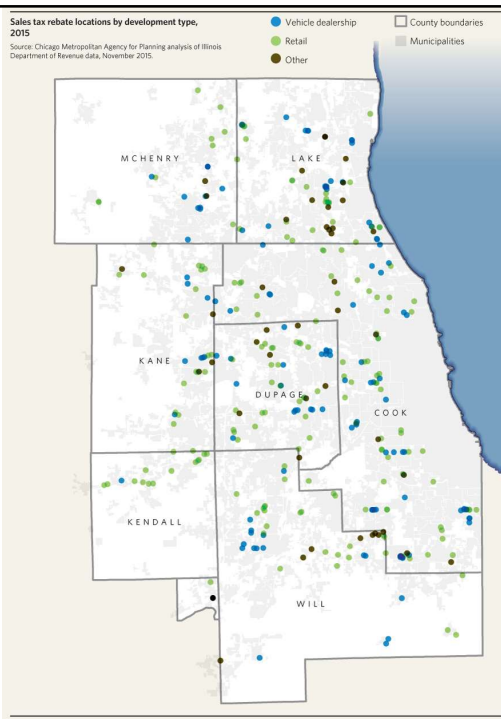 Sales tax rebate locations by development type,
2015
Source: Chicago Metropolitan Agency for Planning analysis of Illinois
Department of Revenue data, November 2015.
Vehicle dealership
Retail
Other
County boundaries
Municipalities
MCHENRY
LAKE
KANE
DUPAGE
COOK
KENDALL
WILL